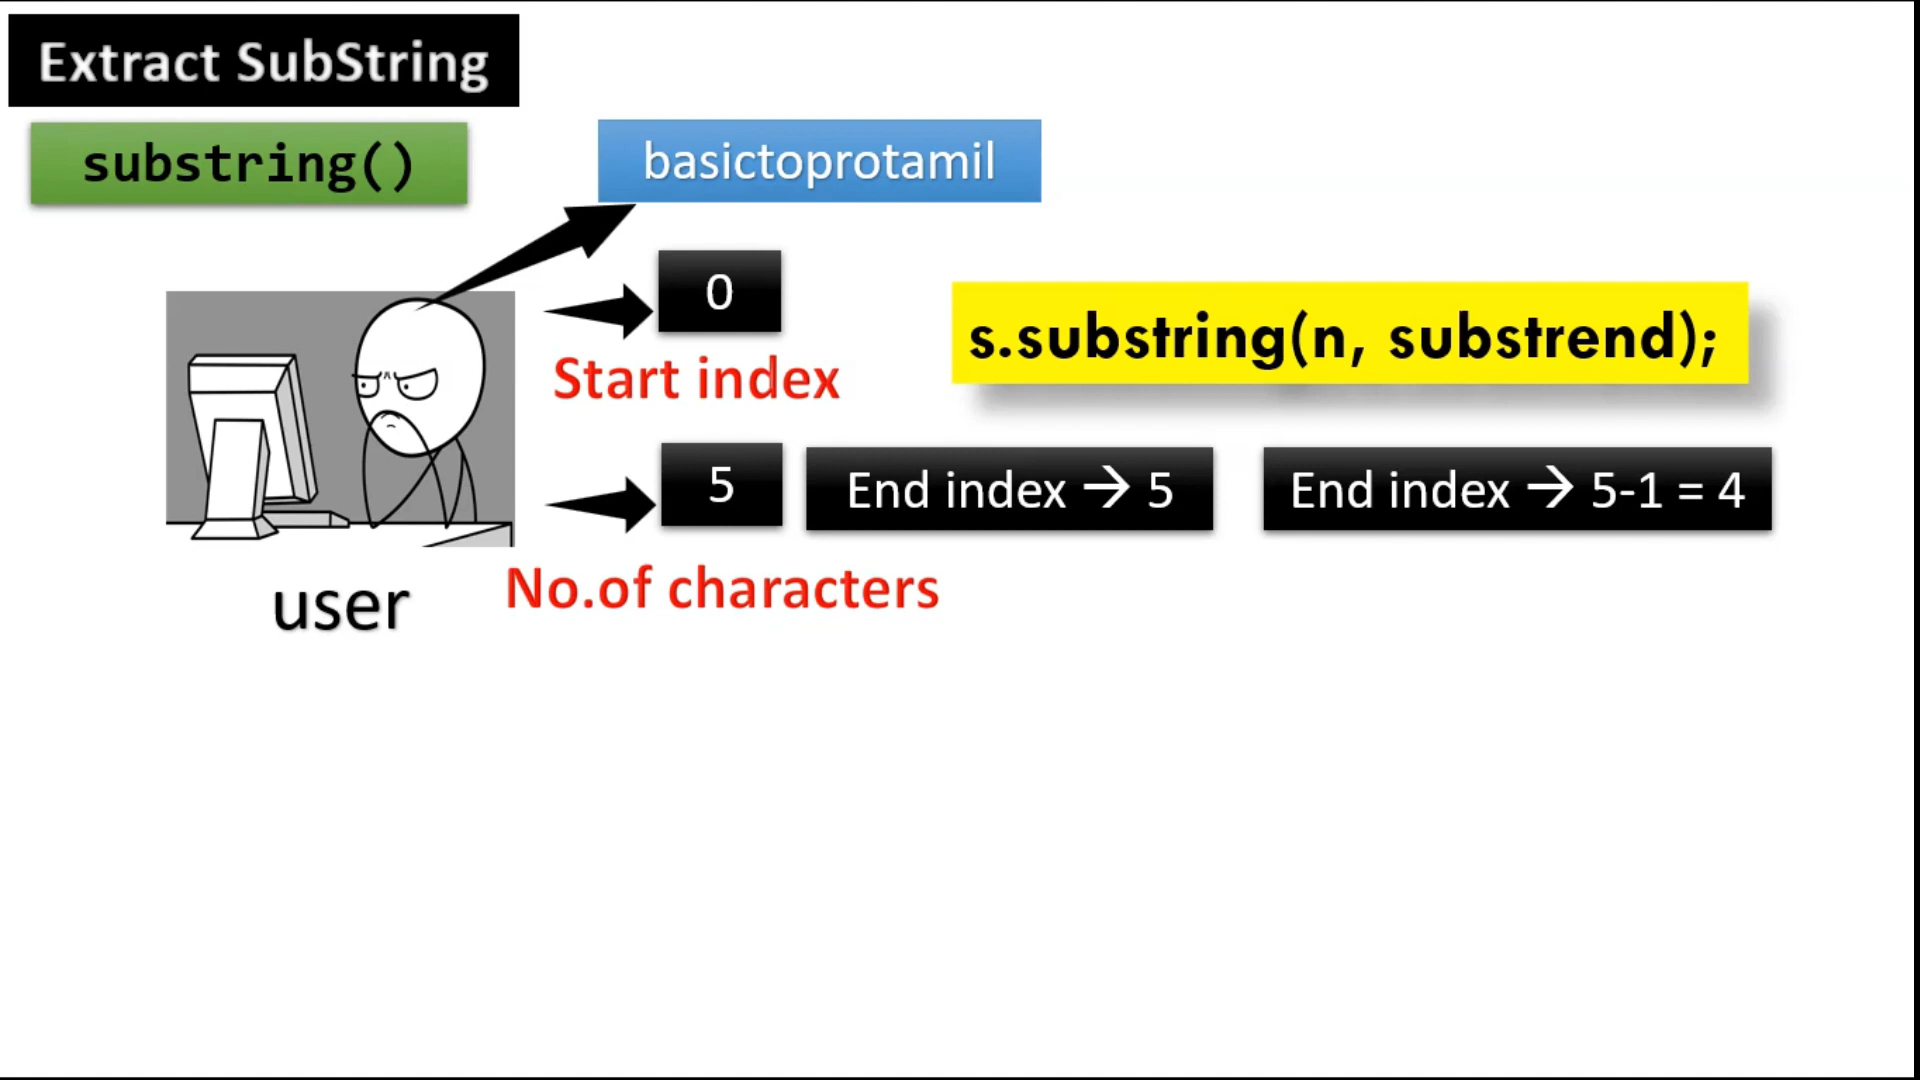 Extract SubString
substring()
basictoprotamil
0
Start index
s.substring(n, substrend);
5
End index → 5
End index → 5-1 = 4
No.of characters
user